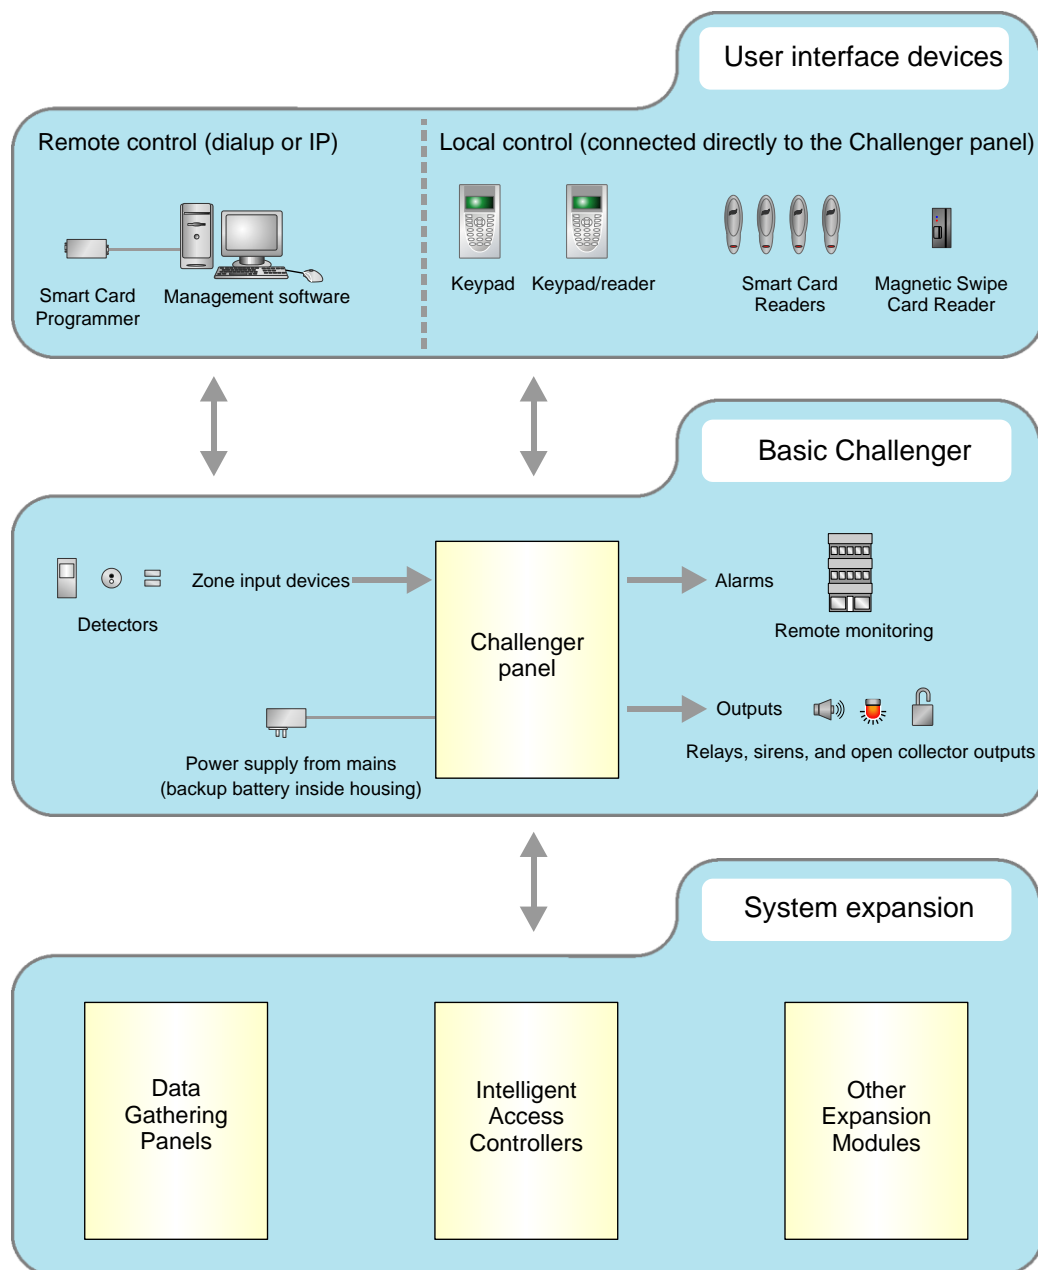 User interface devices
Remote control (dialup or IP)
Local control (connected directly to the Challenger panel)
Smart Card
Programmer
Management software
Keypad
Keypad/reader
Smart Card
Readers
Magnetic Swipe
Card Reader
Basic Challenger
Detectors
Zone input devices
Challenger
panel
Alarms
Remote monitoring
Outputs
Relays, sirens, and open collector outputs
Power supply from mains
(backup battery inside housing)
System expansion
Data
Gathering
Panels
Intelligent
Access
Controllers
Other
Expansion
Modules